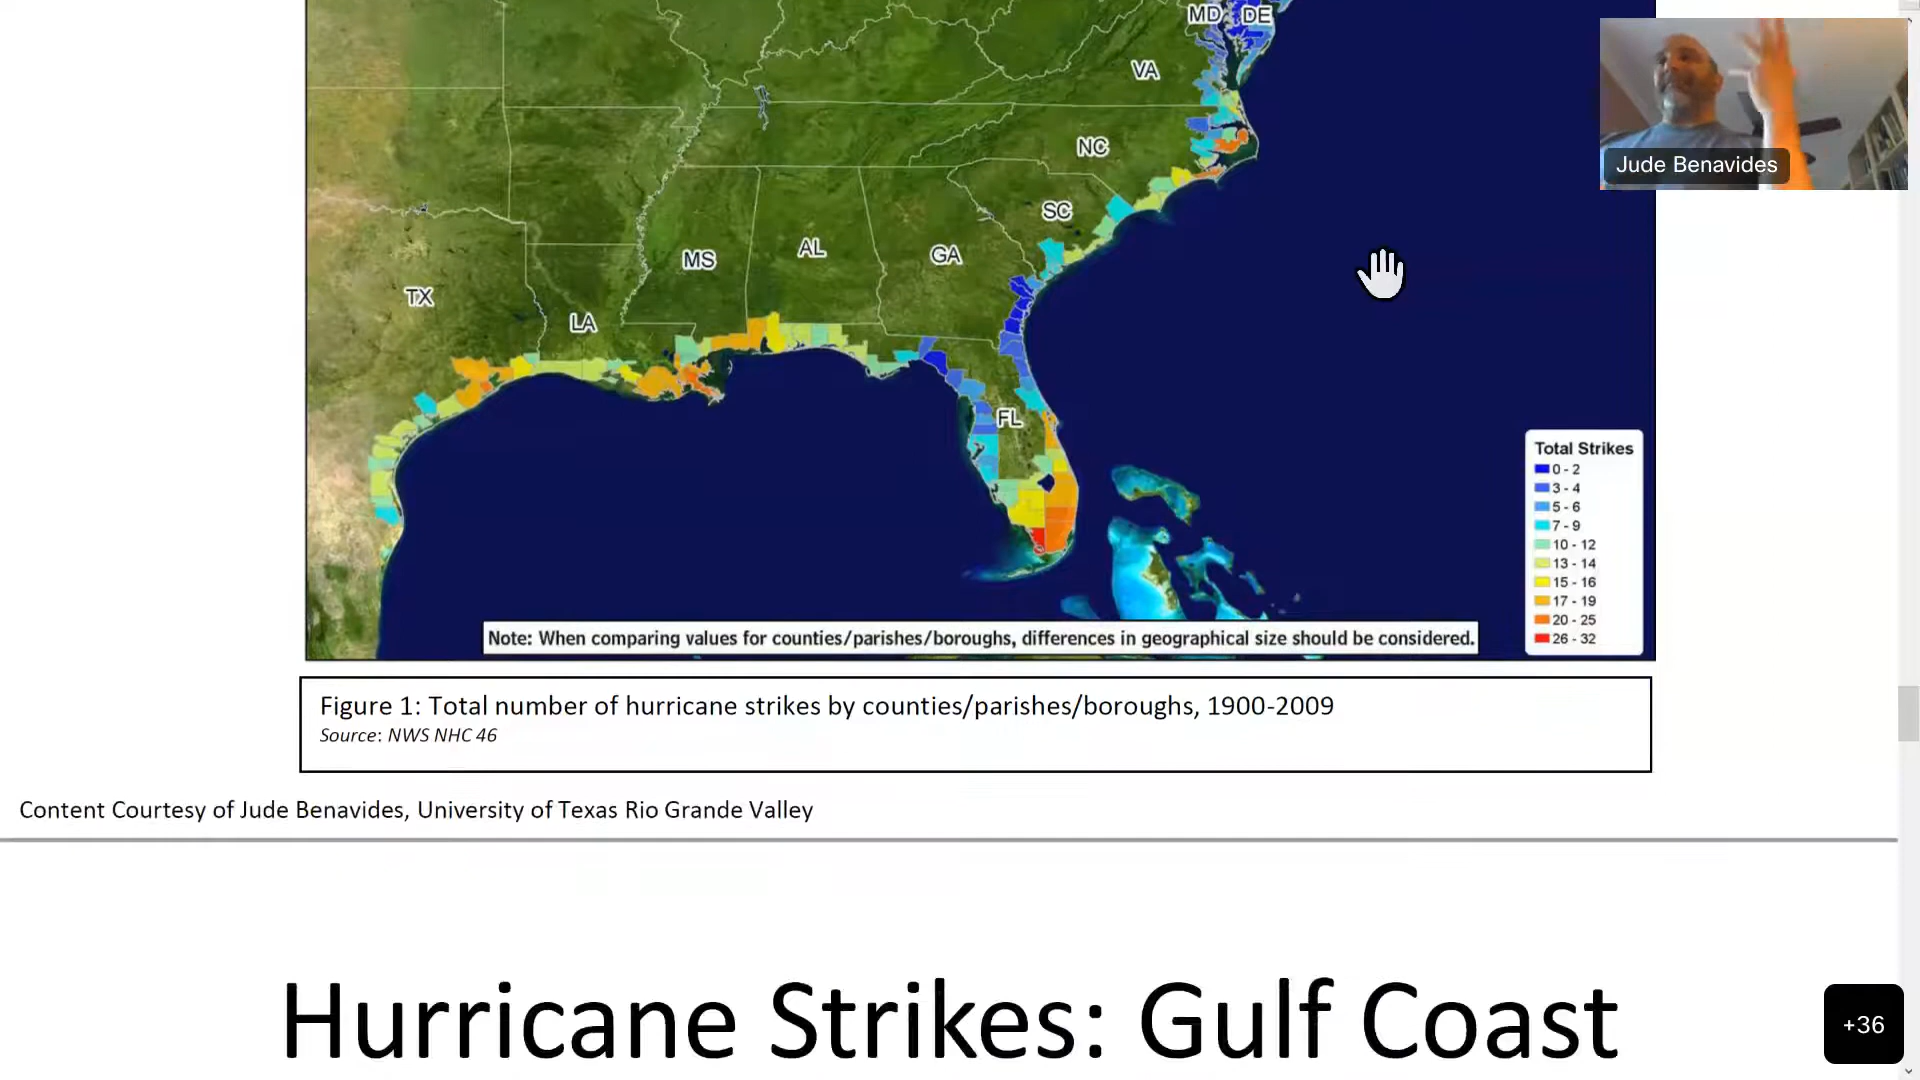 MD DE
VA
NC
SC
MS AL GA
TX
LA
FL
Total Strikes
0 - 2
3 - 4
5 - 6
7 - 9
10 - 12
13 - 14
15 - 16
17 - 19
20 - 25
26 - 32
Note: When comparing values for counties/parishes/boroughs, differences in geographical size should be considered.
Figure 1: Total number of hurricane strikes by counties/parishes/boroughs, 1900-2009
Source: NWS NHC 46
Content Courtesy of Jude Benavides, University of Texas Rio Grande Valley
Hurricane Strikes: Gulf Coast
Jude Benavides
+36